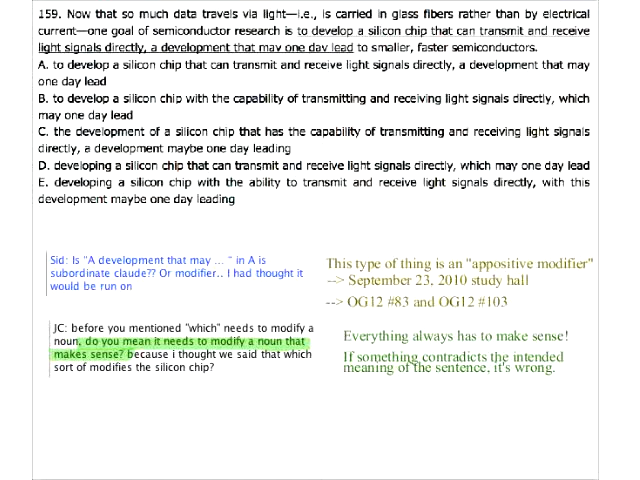 159. Now that so much data travels via light—i.e., is carried in glass fibers rather than by electrical
current—one goal of semiconductor research is to develop a silicon chip that can transmit and receive
light signals directly, a development that may one day lead to smaller, faster semiconductors.
A. to develop a silicon chip that can transmit and receive light signals directly, a development that may
one day lead
B. to develop a silicon chip with the capability of transmitting and receiving light signals directly, which
may one day lead
C. the development of a silicon chip that has the capability of transmitting and receiving light signals
directly, a development maybe one day leading
D. developing a silicon chip that can transmit and receive light signals directly, which may one day lead
E. developing a silicon chip with the ability to transmit and receive light signals directly, with this
development maybe one day leading
Sid: Is "A development that may ... " in A is
subordinate claude?? Or modifier.. I had thought it
would be run on
This type of thing is an "appositive modifier"
--> September 23, 2010 study hall
--> OG12 #83 and OG12 #103
JC: before you mentioned "which" needs to modify a
noun, do you mean it needs to modify a noun that
makes sense? because i thought we said that which
sort of modifies the silicon chip?
Everything always has to make sense!
If something contradicts the intended
meaning of the sentence, it's wrong.